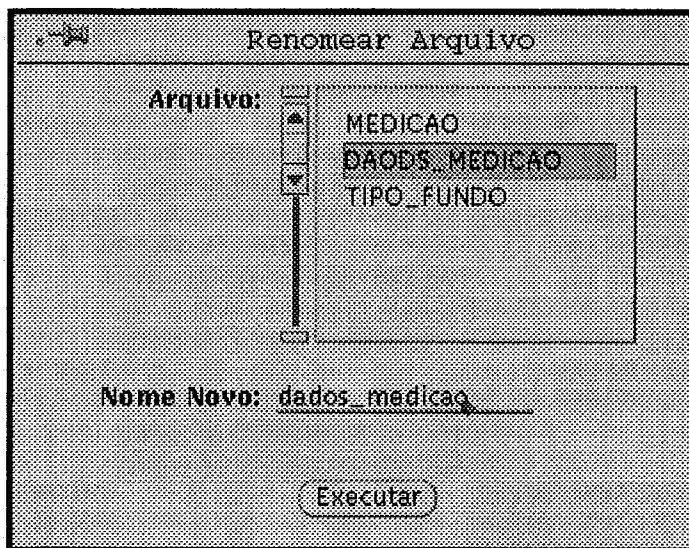 Renomear Arquivo
Arquivo:
MEDICAO
DAODS_MEDICAO
TIPO_FUNDO
Nome Novo: dados_medicao
Executar